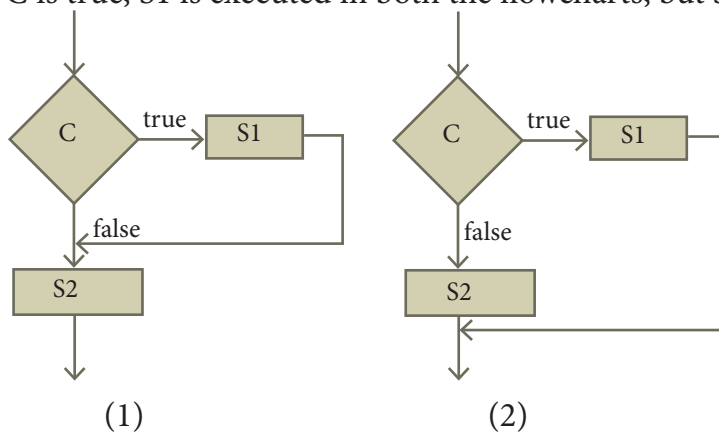 C is true, S1 is executed in both the flowcharts, but
C
true
S1
false
S2
(1)
C
true
S1
false
S2
(2)